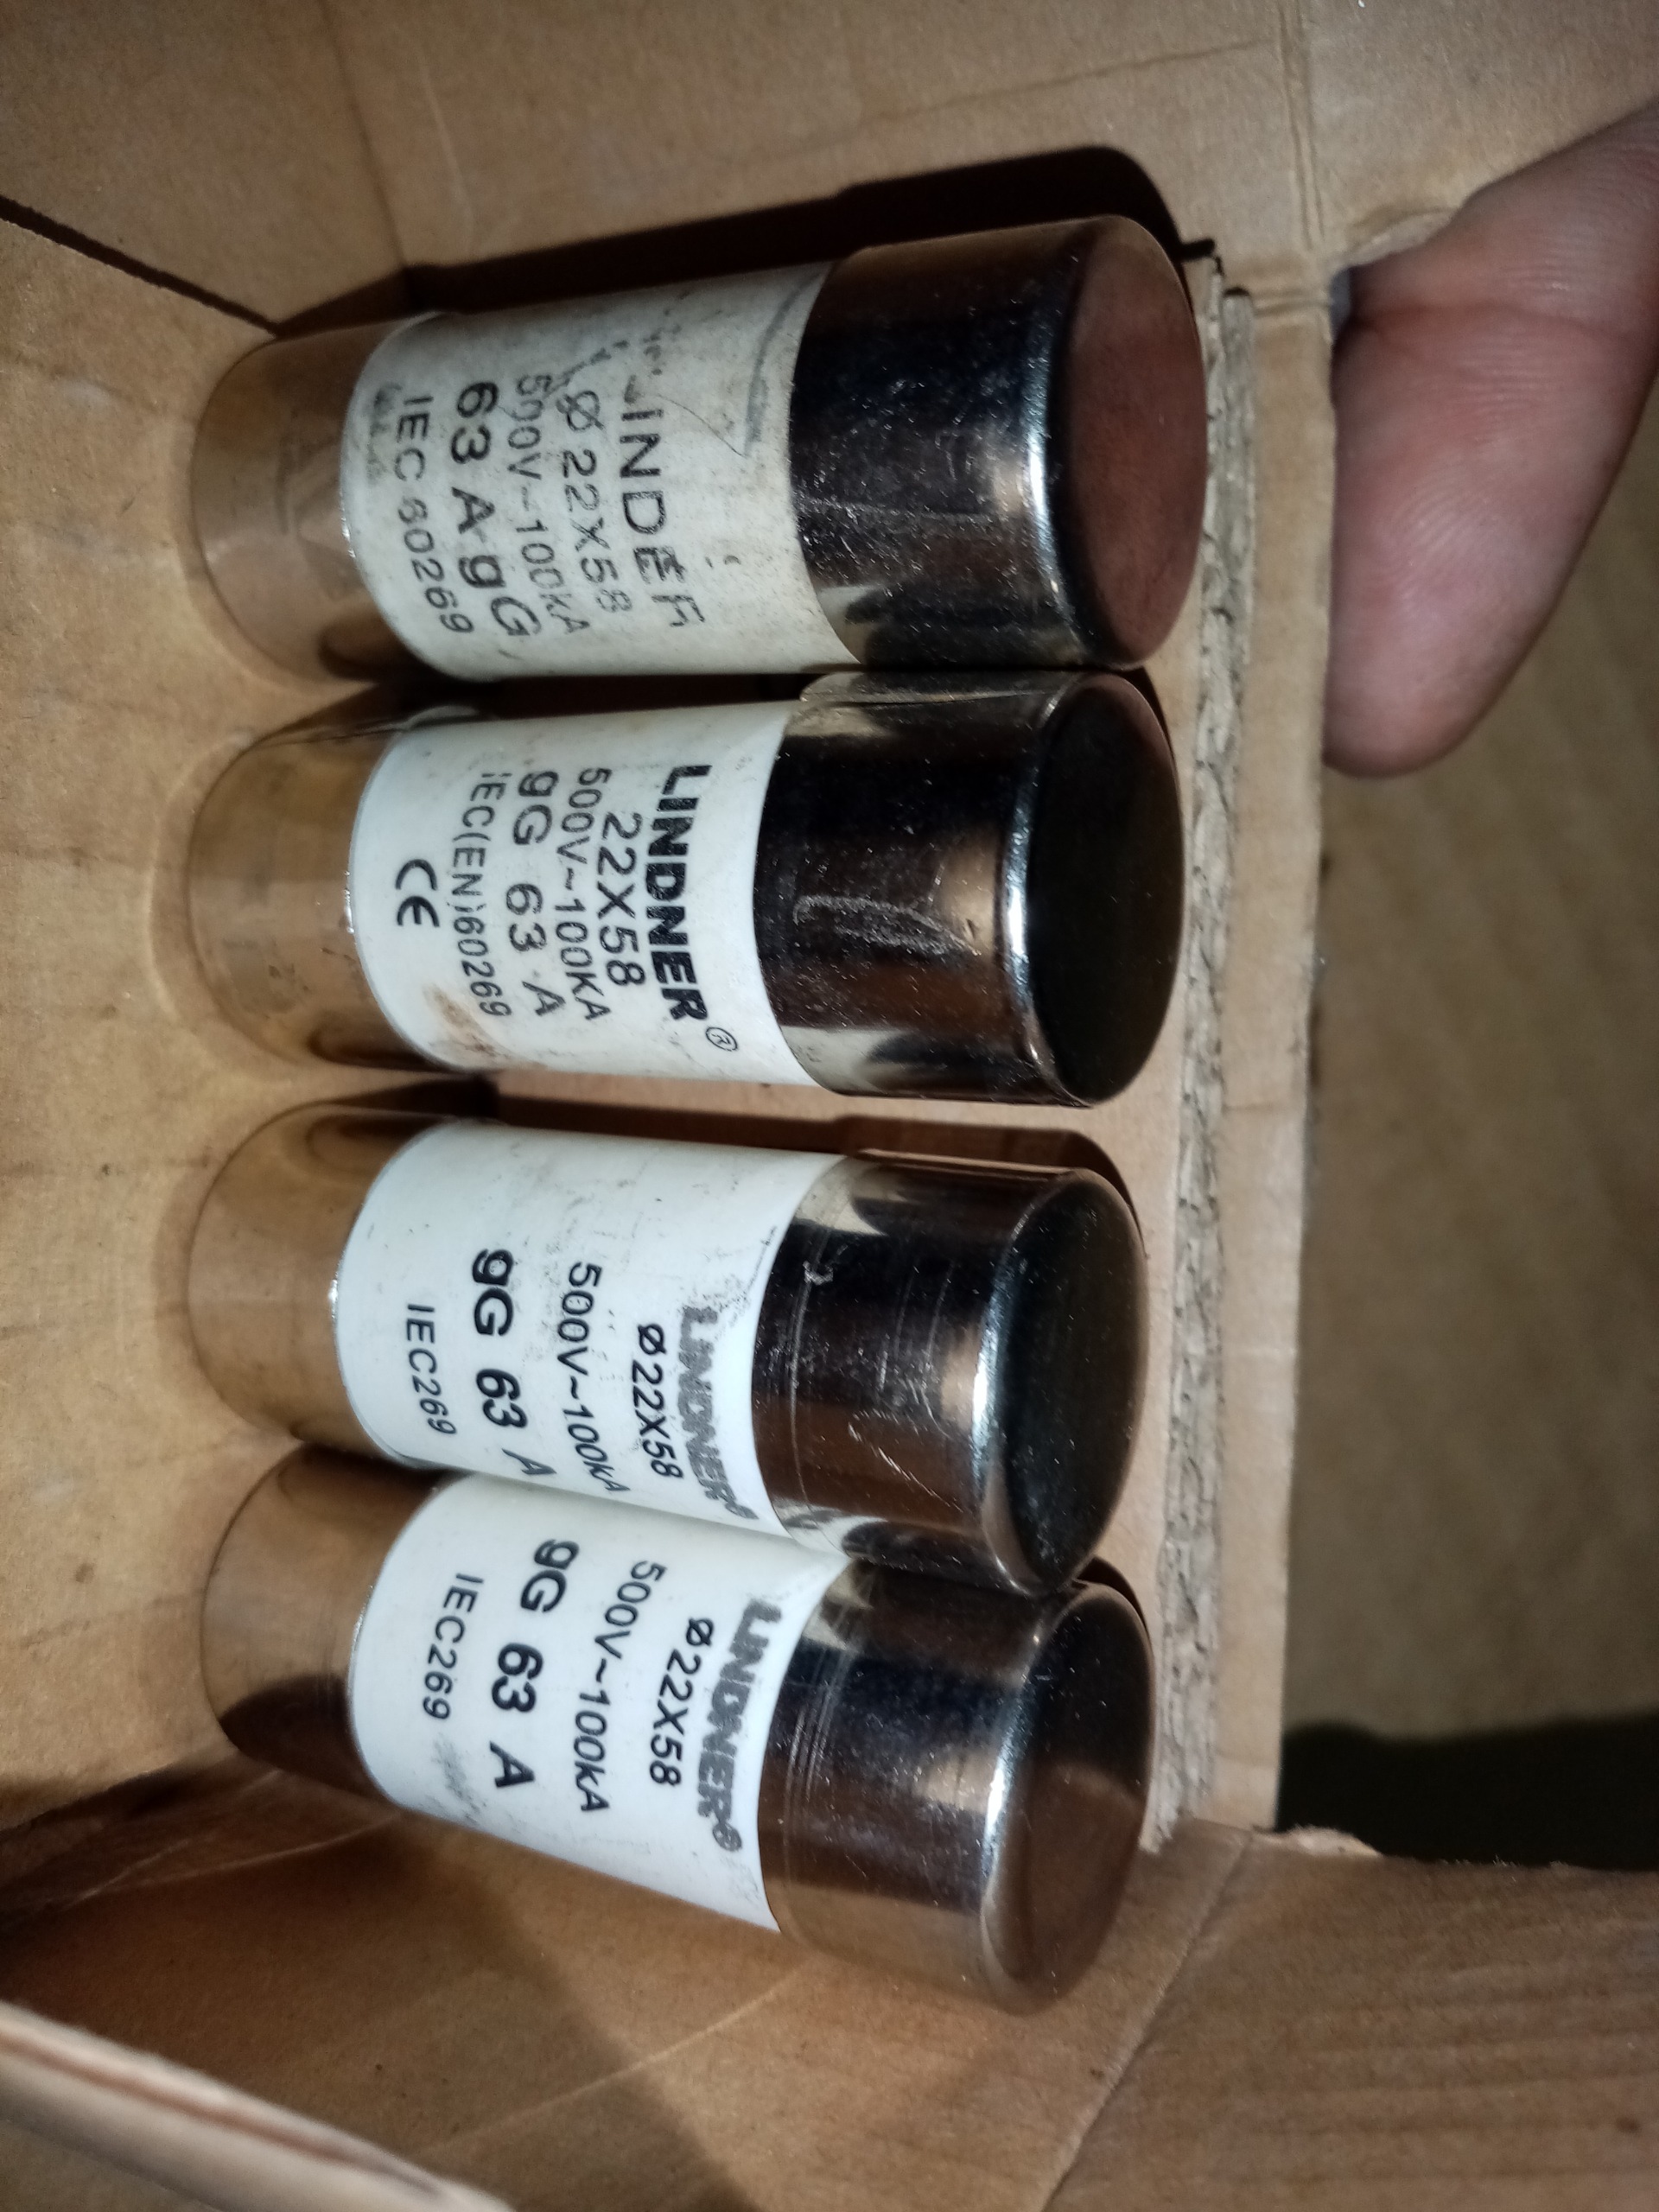 INDEF
Ø 22X58
500V~100kA
63 A gG
IEC 60269
LINDNER®
22X58
500V~100KA
gG 63 A
IEC(EN)60269
CE
LINDNER®
Ø22X58
500V~100kA
gG 63 A
IEC269
LINDNER®
Ø22X58
500V~100kA
gG 63 A
IEC269